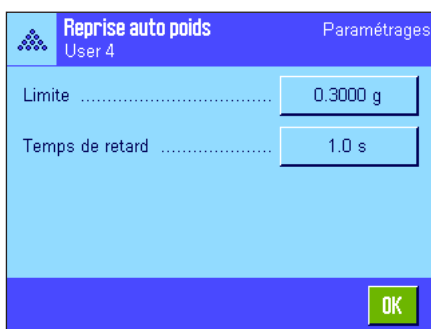 Reprise auto poids Paramétrages
User 4
Limite .................................. 0.3000 g
Temps de retard .................... 1.0 s
OK